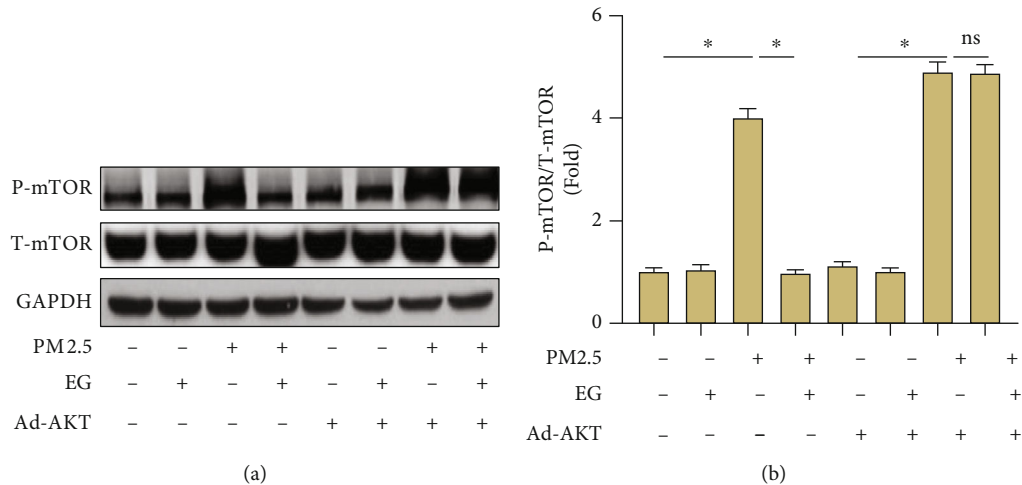 P-mTOR
T-mTOR
GAPDH
PM2.5 – – + + – – + +
EG – + – + – + – +
Ad-AKT – – – – + + + +
(a)
P-mTOR/T-mTOR
(Fold)
6
4
2
0
* * * ns
PM2.5 – – + + – – + +
EG – + – + – + – +
Ad-AKT – – – – + + + +
(b)